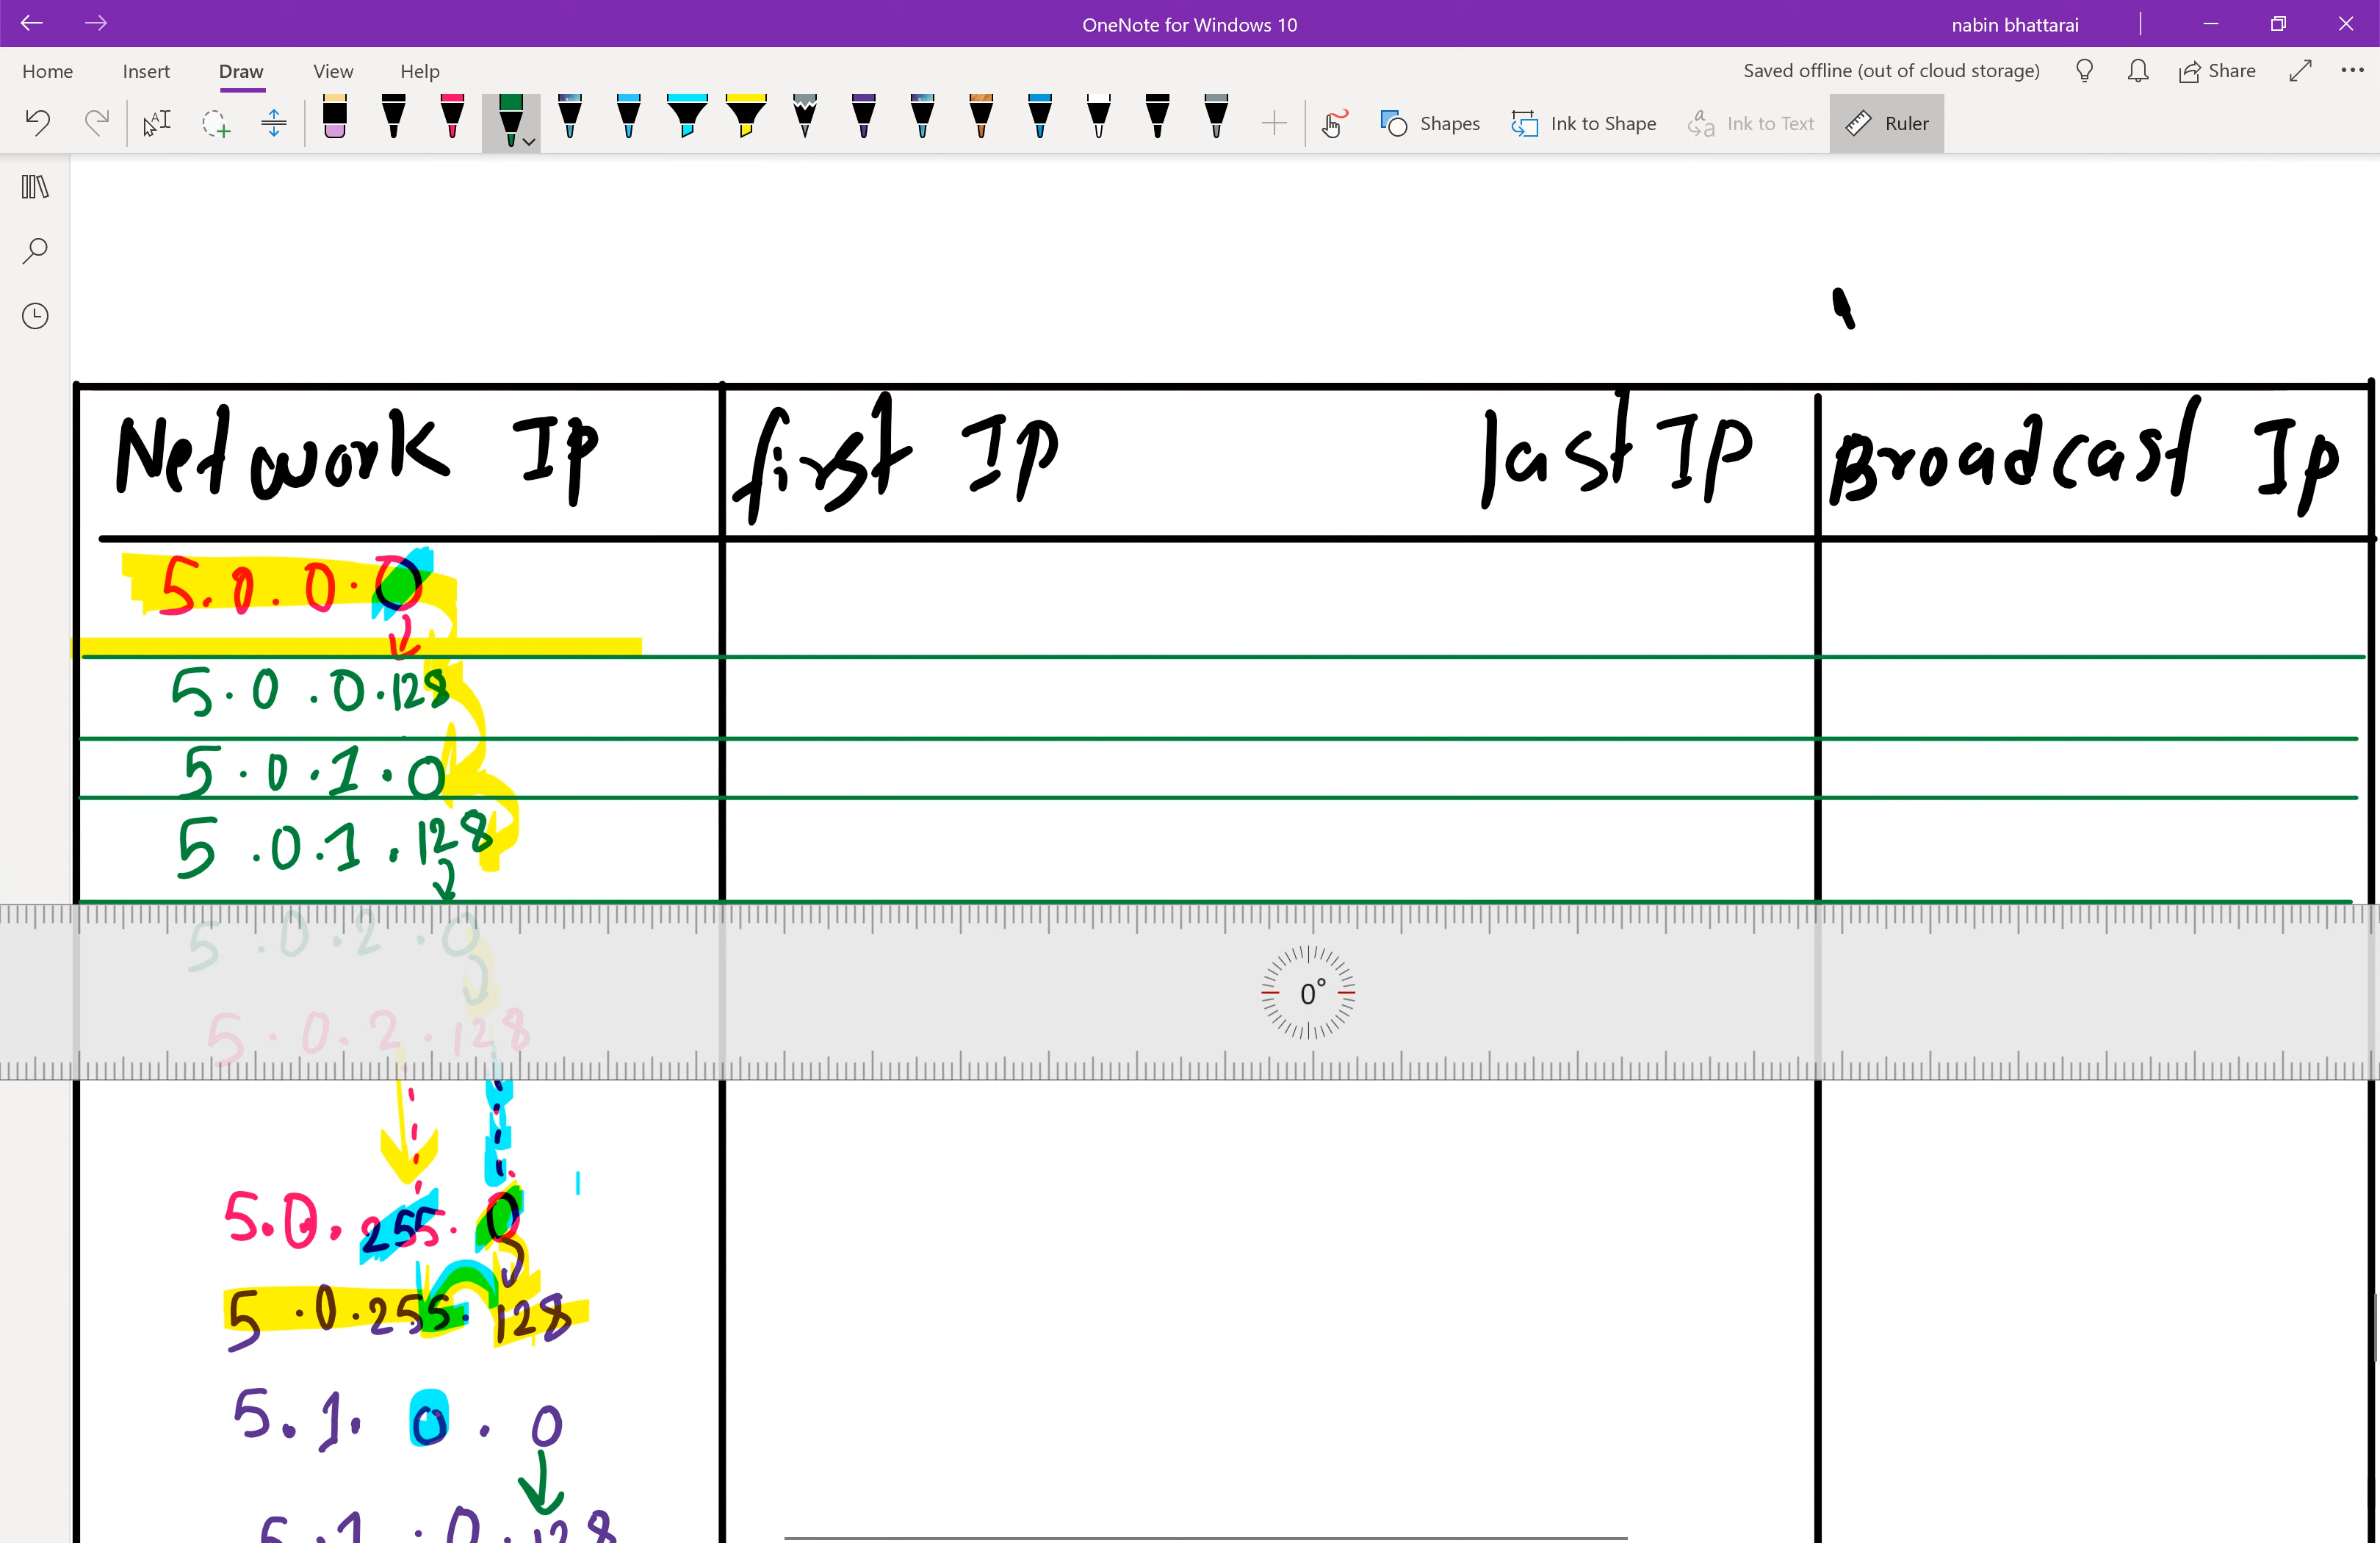 OneNote for Windows 10
nabin bhattarai
Home Insert Draw View Help
Saved offline (out of cloud storage)
Share
Shapes Ink to Shape Ink to Text Ruler
Network Ip first IP last IP Broadcast Ip
5.0.0.0
5.0.0.128
5.0.1.0
5.0.1.128
5.0.2.0
0°
5.0.2.128
5.0.255.0
5.0.255.128
5.1.0.0
5.1.0.128